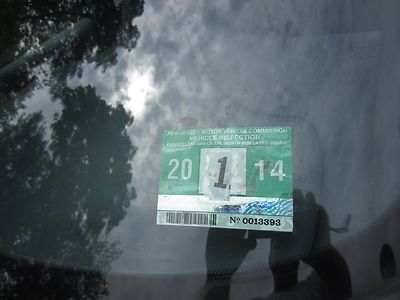 NEW JERSEY MOTOR VEHICLE COMMISSION
VEHICLE INSPECTION
EXPIRES LAST DAY OF THE MONTH DISPLAYED BELOW
20 1 14
No 0013393